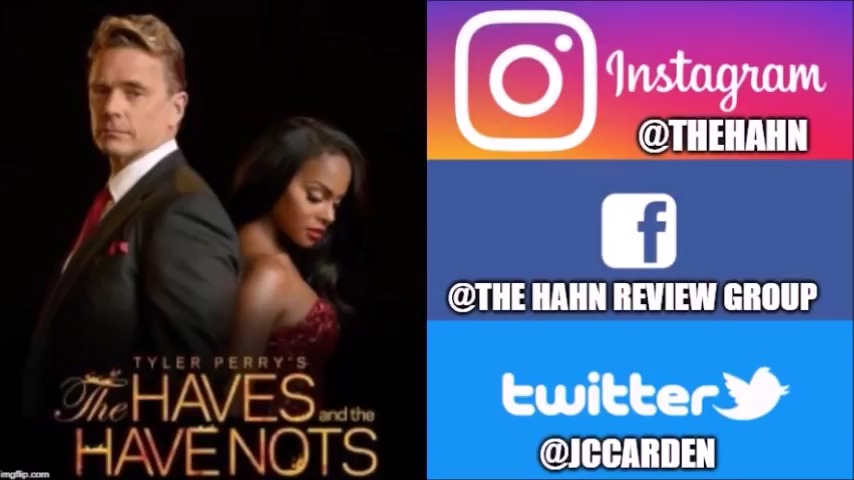 TYLER PERRY'S
The HAVES and the
HAVE NOTS
imgflip.com
Instagram
@THEHAHN
f
@THE HAHN REVIEW GROUP
twitter
@JCCARDEN